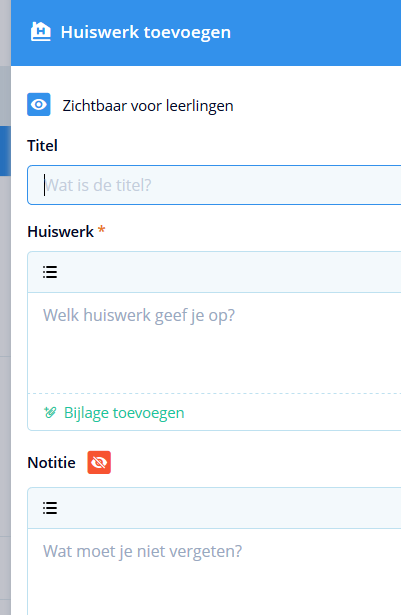 Huiswerk toevoegen
Zichtbaar voor leerlingen
Titel
Wat is de titel?
Huiswerk *
Welk huiswerk geef je op?
Bijlage toevoegen
Notitie
Wat moet je niet vergeten?